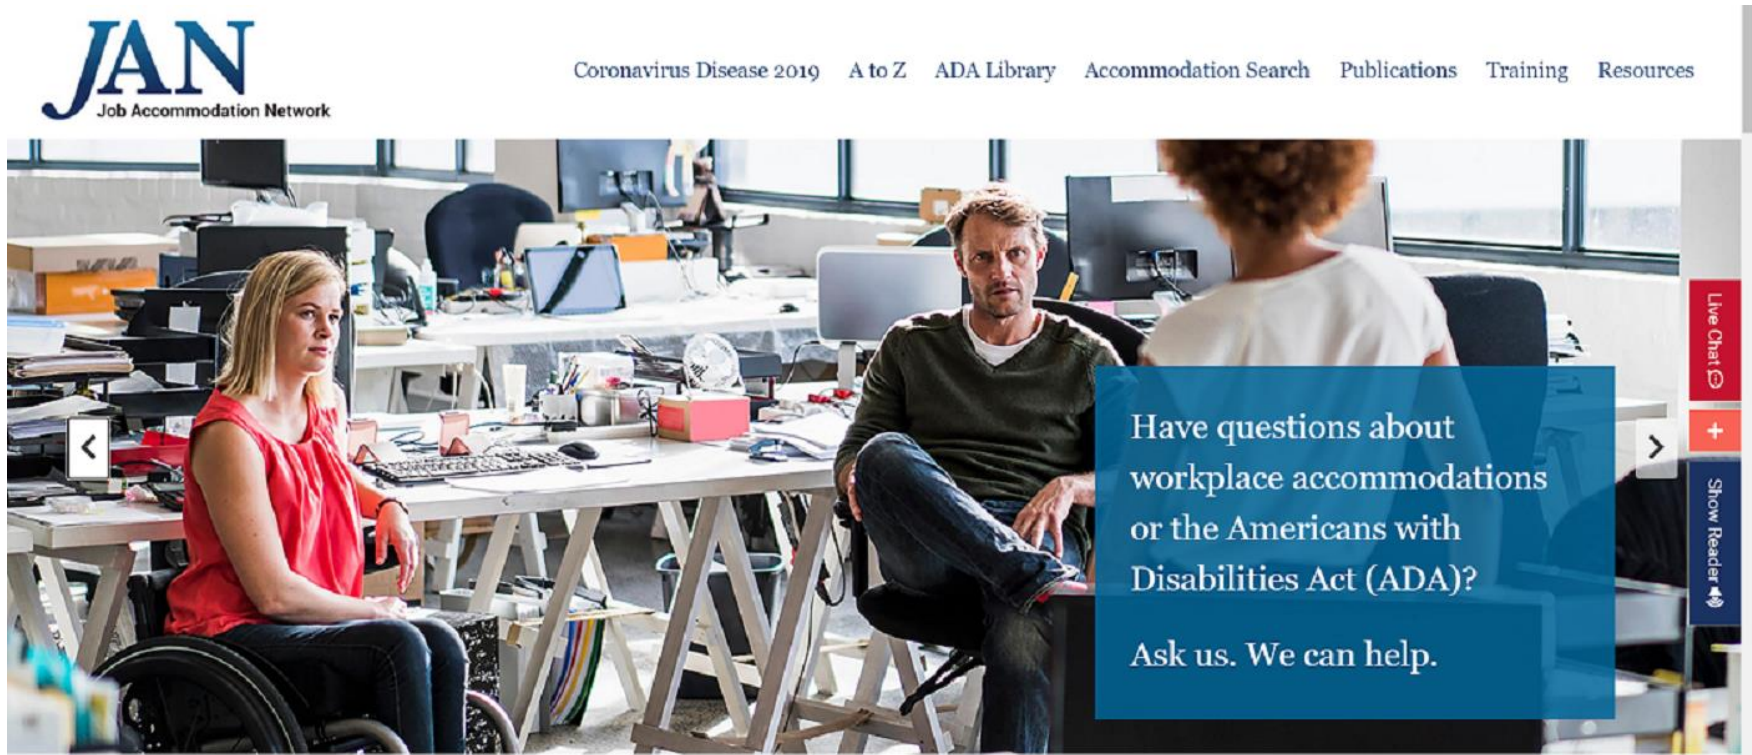 JAN
Job Accommodation Network
Coronavirus Disease 2019 A to Z ADA Library Accommodation Search Publications Training Resources
Have questions about
workplace accommodations
or the Americans with
Disabilities Act (ADA)?
Ask us. We can help.
Live Chat
+
Show Reader